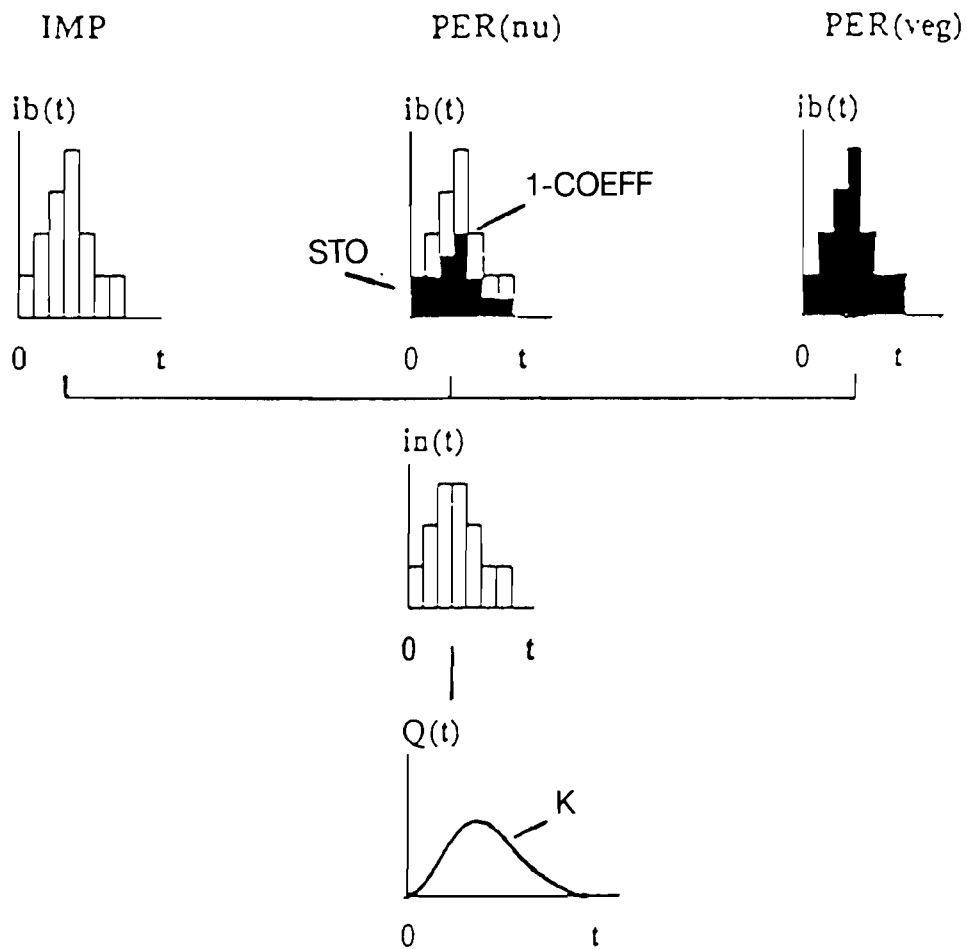 IMP PER(nu) PER(veg)
ib(t) ib(t) ib(t)
1-COEFF
STO
0 t 0 t 0 t
in(t)
0 t
Q(t)
K
0 t